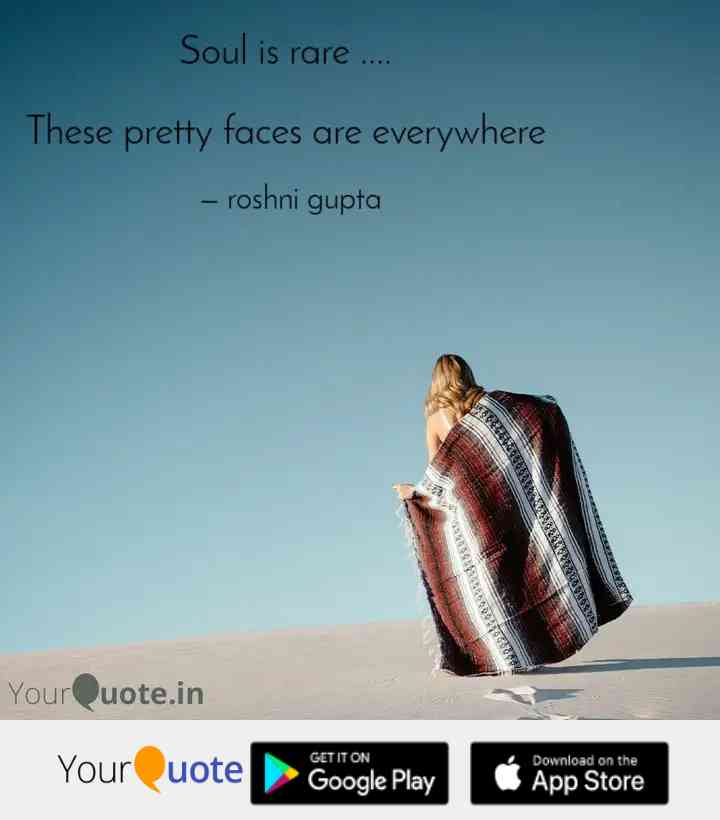 Soul is rare ....
These pretty faces are everywhere
– roshni gupta
YourQuote.in
YourQuote
GET IT ON
Google Play
Download on the
App Store